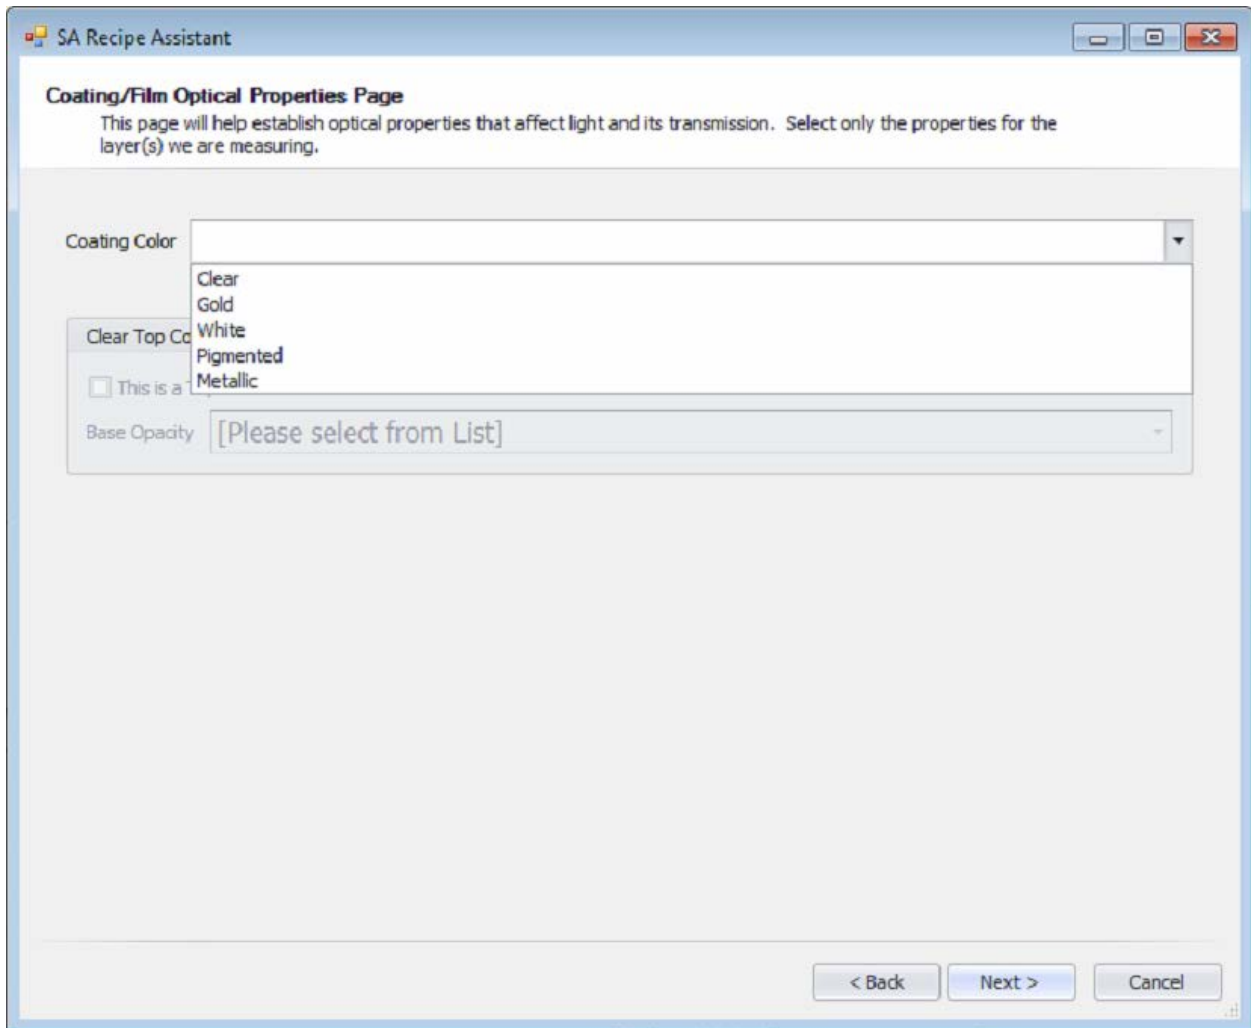 SA Recipe Assistant
Coating/Film Optical Properties Page
This page will help establish optical properties that affect light and its transmission. Select only the properties for the
layer(s) we are measuring.
Coating Color
Clear
Gold
White
Pigmented
Metallic
Clear Top
This is a
Base Opacity [Please select from List]
< Back Next > Cancel